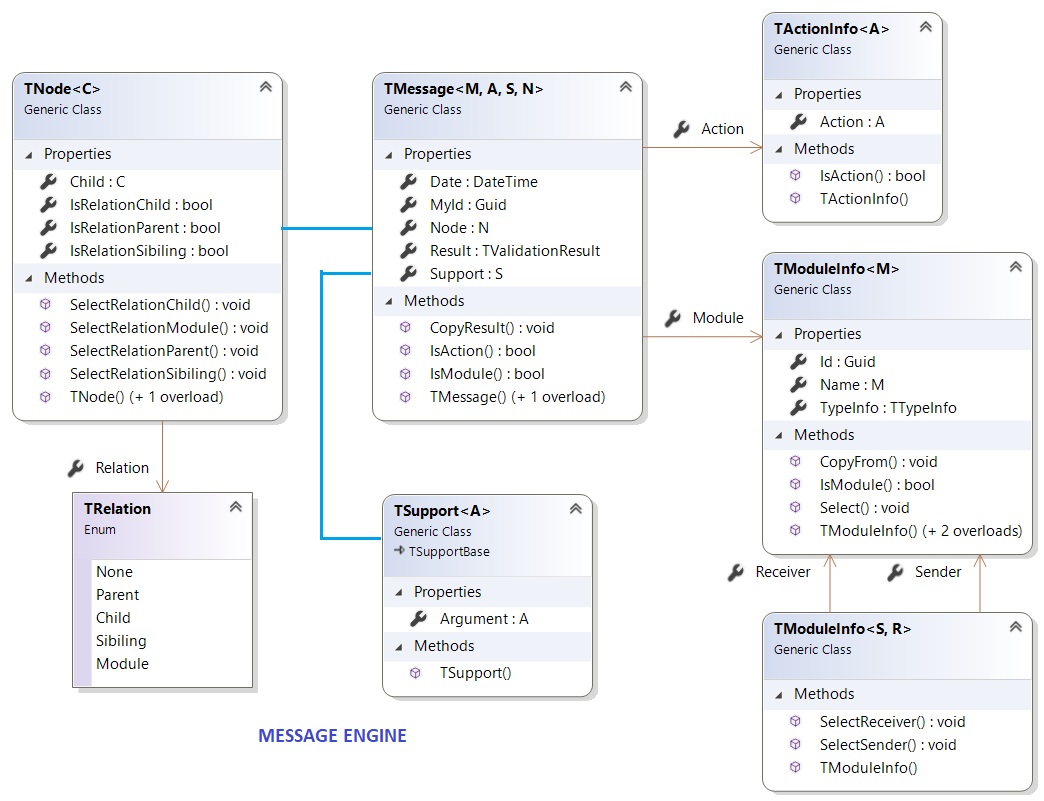 TNode<C>
Generic Class
Properties
Child : C
IsRelationChild : bool
IsRelationParent : bool
IsRelationSibiling : bool
Methods
SelectRelationChild() : void
SelectRelationModule() : void
SelectRelationParent() : void
SelectRelationSibiling() : void
TNode() (+ 1 overload)
Relation
TRelation
Enum
None
Parent
Child
Sibiling
Module
TMessage<M, A, S, N>
Generic Class
Properties
Date : DateTime
MyId : Guid
Node : N
Result : TValidationResult
Support : S
Methods
CopyResult() : void
IsAction() : bool
IsModule() : bool
TMessage() (+ 1 overload)
TSupport<A>
Generic Class
TSupportBase
Properties
Argument : A
Methods
TSupport()
Action
TActionInfo<A>
Generic Class
Properties
Action : A
Methods
IsAction() : bool
TActionInfo()
Module
TModuleInfo<M>
Generic Class
Properties
Id : Guid
Name : M
TypeInfo : TTypeInfo
Methods
CopyFrom() : void
IsModule() : bool
Select() : void
TModuleInfo() (+ 2 overloads)
Receiver
Sender
TModuleInfo<S, R>
Generic Class
Methods
SelectReceiver() : void
SelectSender() : void
TModuleInfo()
MESSAGE ENGINE